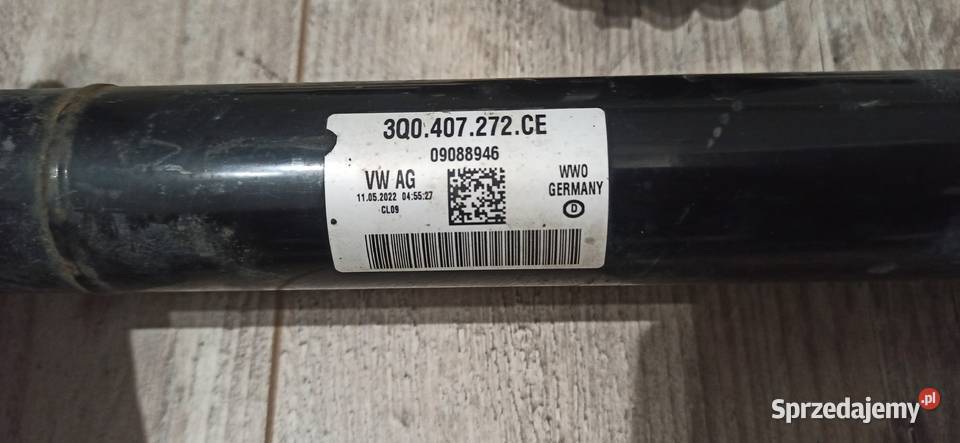 3Q0.407.272.CE
09088946
VW AG
11.05.2022 04:55:27
CL09
WWO
GERMANY
D
Sprzedajemy.pl